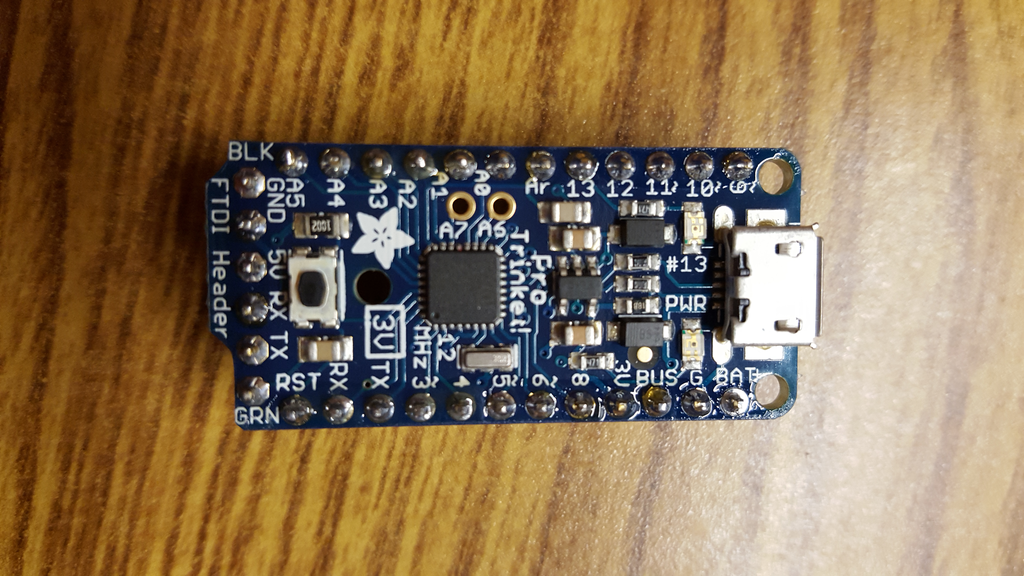 BLK
FTDI Header
GND
5V
RX
TX
GRN
A5
A4
A3
A2
A1
A0
Ar
13
12
11
10
9
A7 A6
Trinket!
Pro
3V
12
MHz
#13
PWR
RST
RX
TX
3
4
5
6
8
3V
BUS
G
BAT
1002